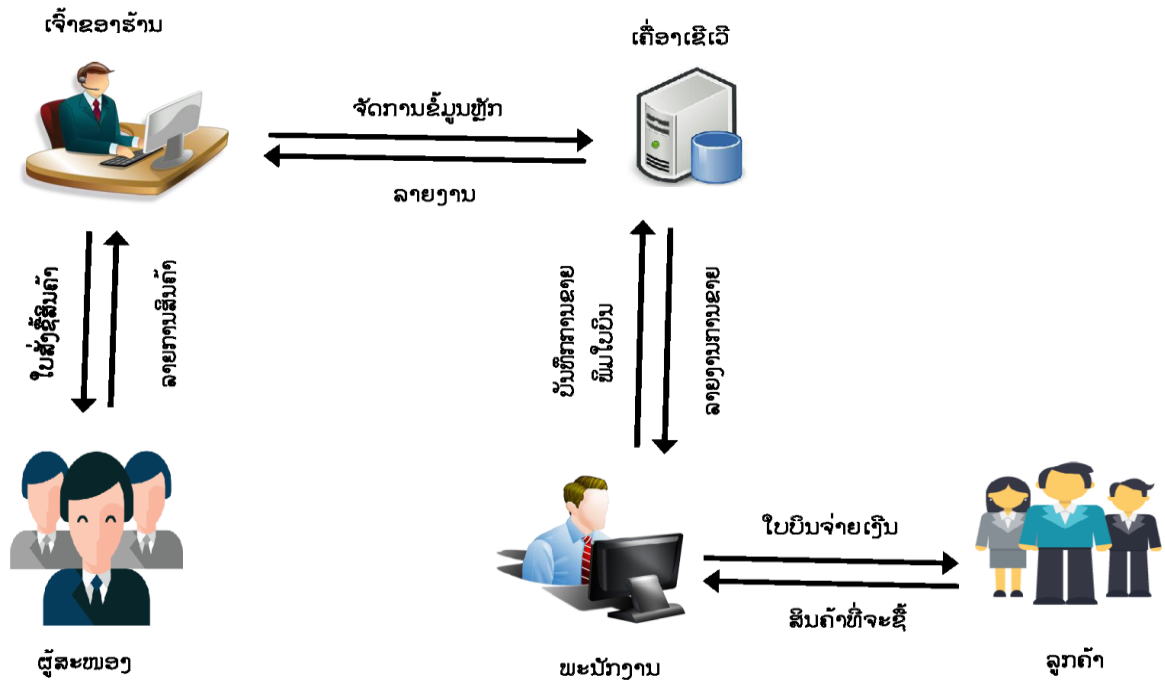 ເຈົ້າຂອງຮ້ານ
ເຄື່ອງເຊີເວີ
ຈັດການຂໍ້ມູນຫຼັກ
ລາຍງານ
ໃບສັ່ງຊື້ສິນຄ້າ
ລາຍການສິນຄ້າ
ບັນທຶກການຂາຍ
ພິມໃບບິນ
ລາຍງານການຂາຍ
ໃບບິນຈ່າຍເງີນ
ສິນຄ້າທີ່ຈະຊື້
ຜູ້ສະໜອງ
ພະນັກງານ
ລູກຄ້າ